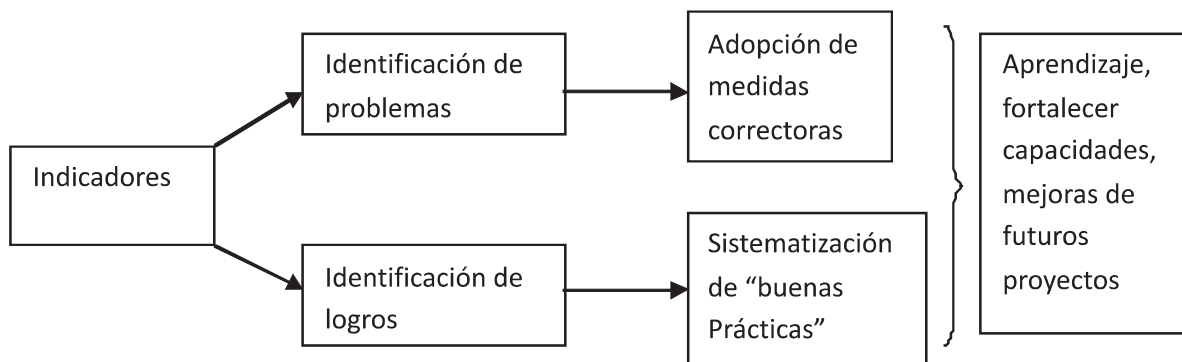 Indicadores
Identificación de
problemas
Adopción de
medidas
correctoras
Identificación de
logros
Sistematización
de “buenas
Prácticas”
Aprendizaje,
fortalecer
capacidades,
mejoras de
futuros
proyectos